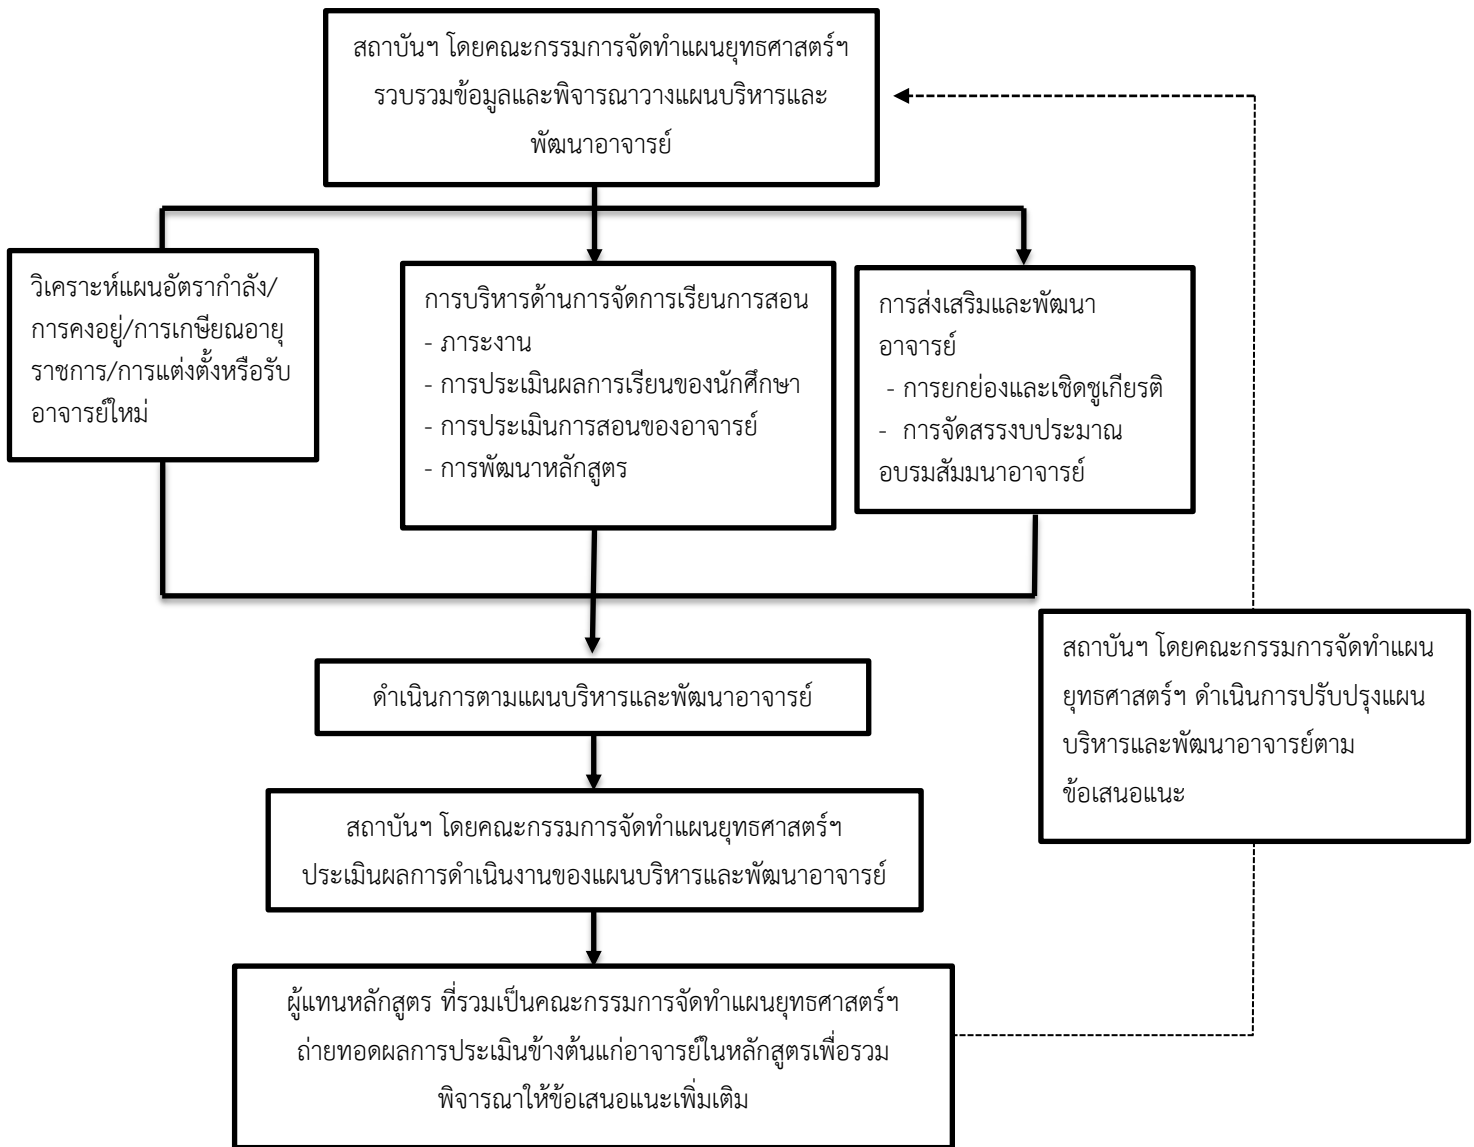 สถาบันฯ โดยคณะกรรมการจัดทำแผนยุทธศาสตร์ฯ
รวบรวมข้อมูลและพิจารณาวางแผนบริหารและ
พัฒนาอาจารย์
วิเคราะห์แผนอัตรากำลัง/
การคงอยู่/การเกษียณอายุ
ราชการ/การแต่งตั้งหรือรับ
อาจารย์ใหม่
การบริหารด้านการจัดการเรียนการสอน
- ภาระงาน
- การประเมินผลการเรียนของนักศึกษา
- การประเมินการสอนของอาจารย์
- การพัฒนาหลักสูตร
การส่งเสริมและพัฒนา
อาจารย์
- การยกย่องและเชิดชูเกียรติ
- การจัดสรรงบประมาณ
อบรมสัมมนาอาจารย์
ดำเนินการตามแผนบริหารและพัฒนาอาจารย์
สถาบันฯ โดยคณะกรรมการจัดทำแผน
ยุทธศาสตร์ฯ ดำเนินการปรับปรุงแผน
บริหารและพัฒนาอาจารย์ตาม
ข้อเสนอแนะ
สถาบันฯ โดยคณะกรรมการจัดทำแผนยุทธศาสตร์ฯ
ประเมินผลการดำเนินงานของแผนบริหารและพัฒนาอาจารย์
ผู้แทนหลักสูตร ที่รวมเป็นคณะกรรมการจัดทำแผนยุทธศาสตร์ฯ
ถ่ายทอดผลการประเมินข้างต้นแก่อาจารย์ในหลักสูตรเพื่อรวม
พิจารณาให้ข้อเสนอแนะเพิ่มเติม